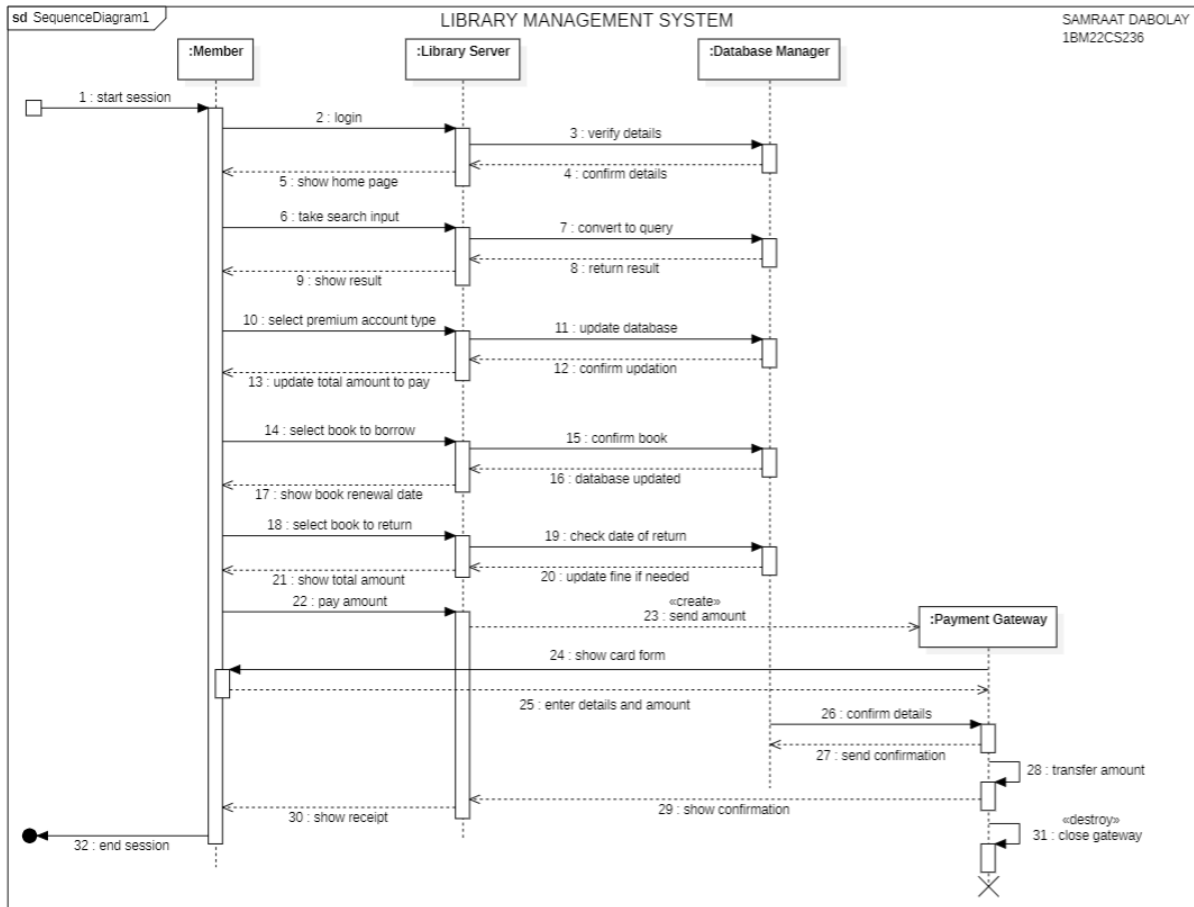 sd SequenceDiagram1
LIBRARY MANAGEMENT SYSTEM
SAMRAAT DABOLAY
1BM22CS236
:Member
:Library Server
:Database Manager
1 : start session
2 : login
3 : verify details
4 : confirm details
5 : show home page
6 : take search input
7 : convert to query
8 : return result
9 : show result
10 : select premium account type
11 : update database
12 : confirm updation
13 : update total amount to pay
14 : select book to borrow
15 : confirm book
16 : database updated
17 : show book renewal date
18 : select book to return
19 : check date of return
20 : update fine if needed
21 : show total amount
22 : pay amount
«create»
23 : send amount
:Payment Gateway
24 : show card form
25 : enter details and amount
26 : confirm details
27 : send confirmation
28 : transfer amount
29 : show confirmation
30 : show receipt
«destroy»
31 : close gateway
32 : end session